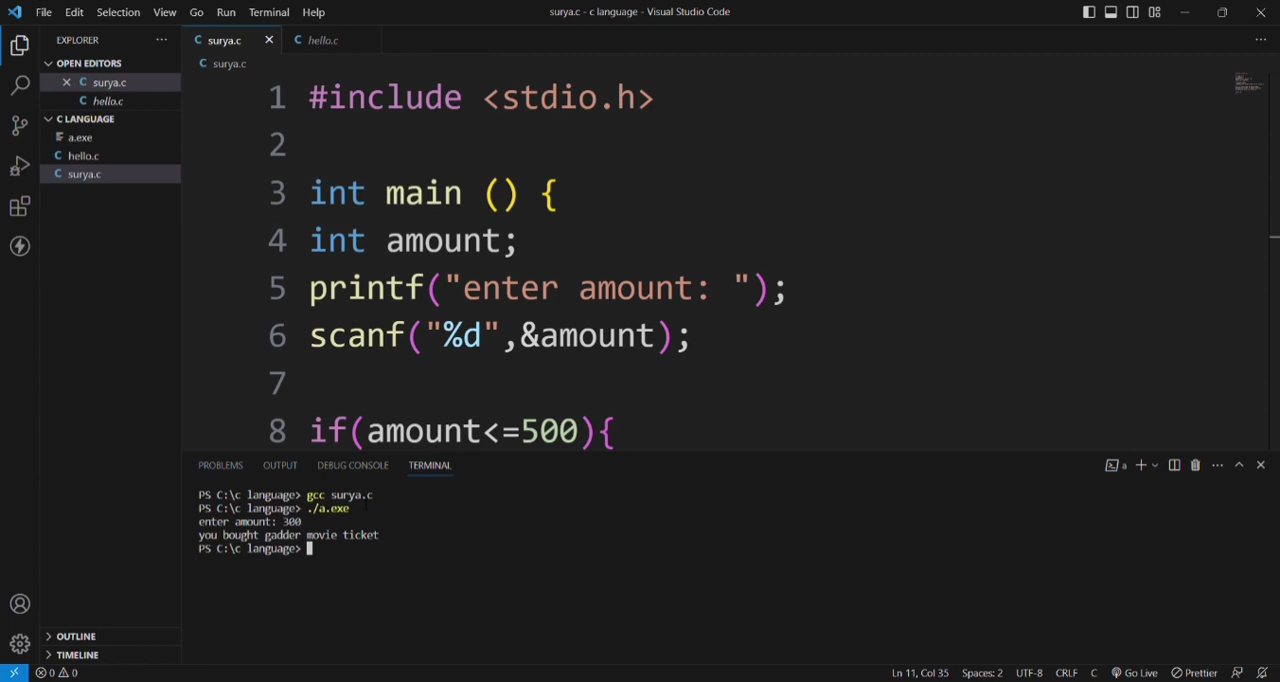 File Edit Selection View Go Run Terminal Help
surya.c - c language - Visual Studio Code
EXPLORER
OPEN EDITORS
surya.c
hello.c
C LANGUAGE
a.exe
hello.c
surya.c
OUTLINE
TIMELINE
surya.c hello.c
surya.c
1 #include <stdio.h>
2
3 int main () {
4 int amount;
5 printf("enter amount: ");
6 scanf("%d",&amount);
7
8 if(amount<=500){
PROBLEMS OUTPUT DEBUG CONSOLE TERMINAL
a
PS C:\c language> gcc surya.c
PS C:\c language> ./a.exe
enter amount: 300
you bought gadder movie ticket
PS C:\c language>
0 0
Ln 11, Col 35 Spaces: 2 UTF-8 CRLF C Go Live Prettier